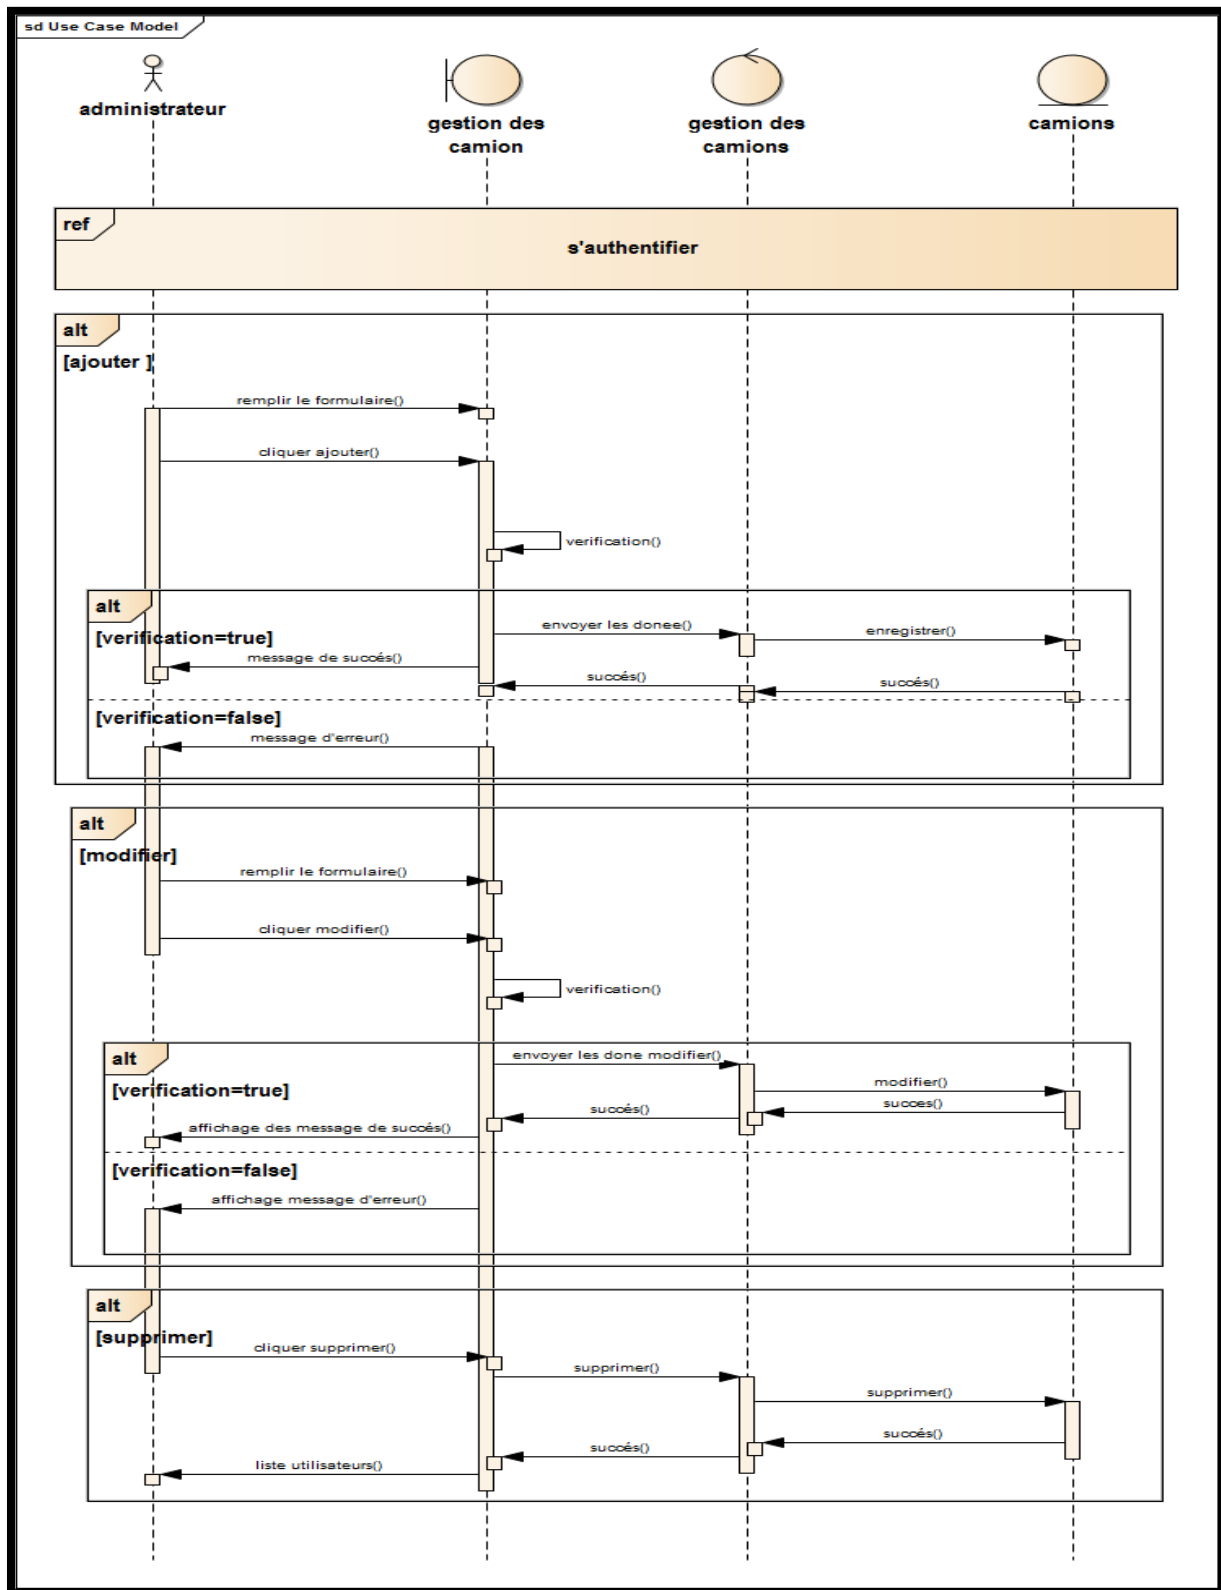 sd Use Case Model
administrateur
gestion des
camion
gestion des
camions
camions
ref
s'authentifier
alt
[ajouter ]
remplir le formulaire()
cliquer ajouter()
verification()
alt
[verification=true]
envoyer les donee()
enregistrer()
message de succés()
succés()
succés()
[verification=false]
message d'erreur()
alt
[modifier]
remplir le formulaire()
cliquer modifier()
verification()
alt
[verification=true]
envoyer les done modifier()
modifier()
succes()
succés()
affichage des message de succés()
[verification=false]
affichage message d'erreur()
alt
[supprimer]
cliquer supprimer()
supprimer()
supprimer()
succés()
succés()
liste utilisateurs()